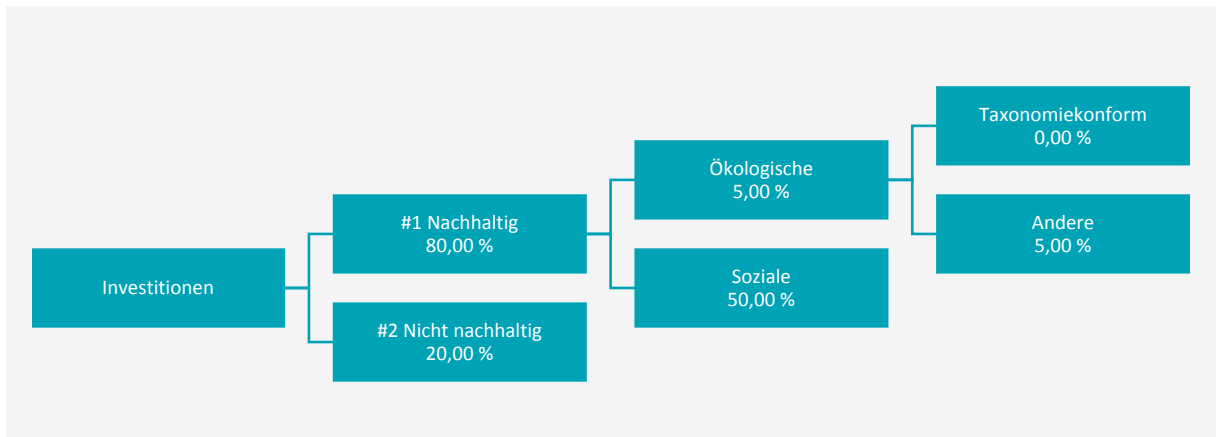 Investitionen
#1 Nachhaltig
80,00 %
#2 Nicht nachhaltig
20,00 %
Ökologische
5,00 %
Soziale
50,00 %
Taxonomiekonform
0,00 %
Andere
5,00 %